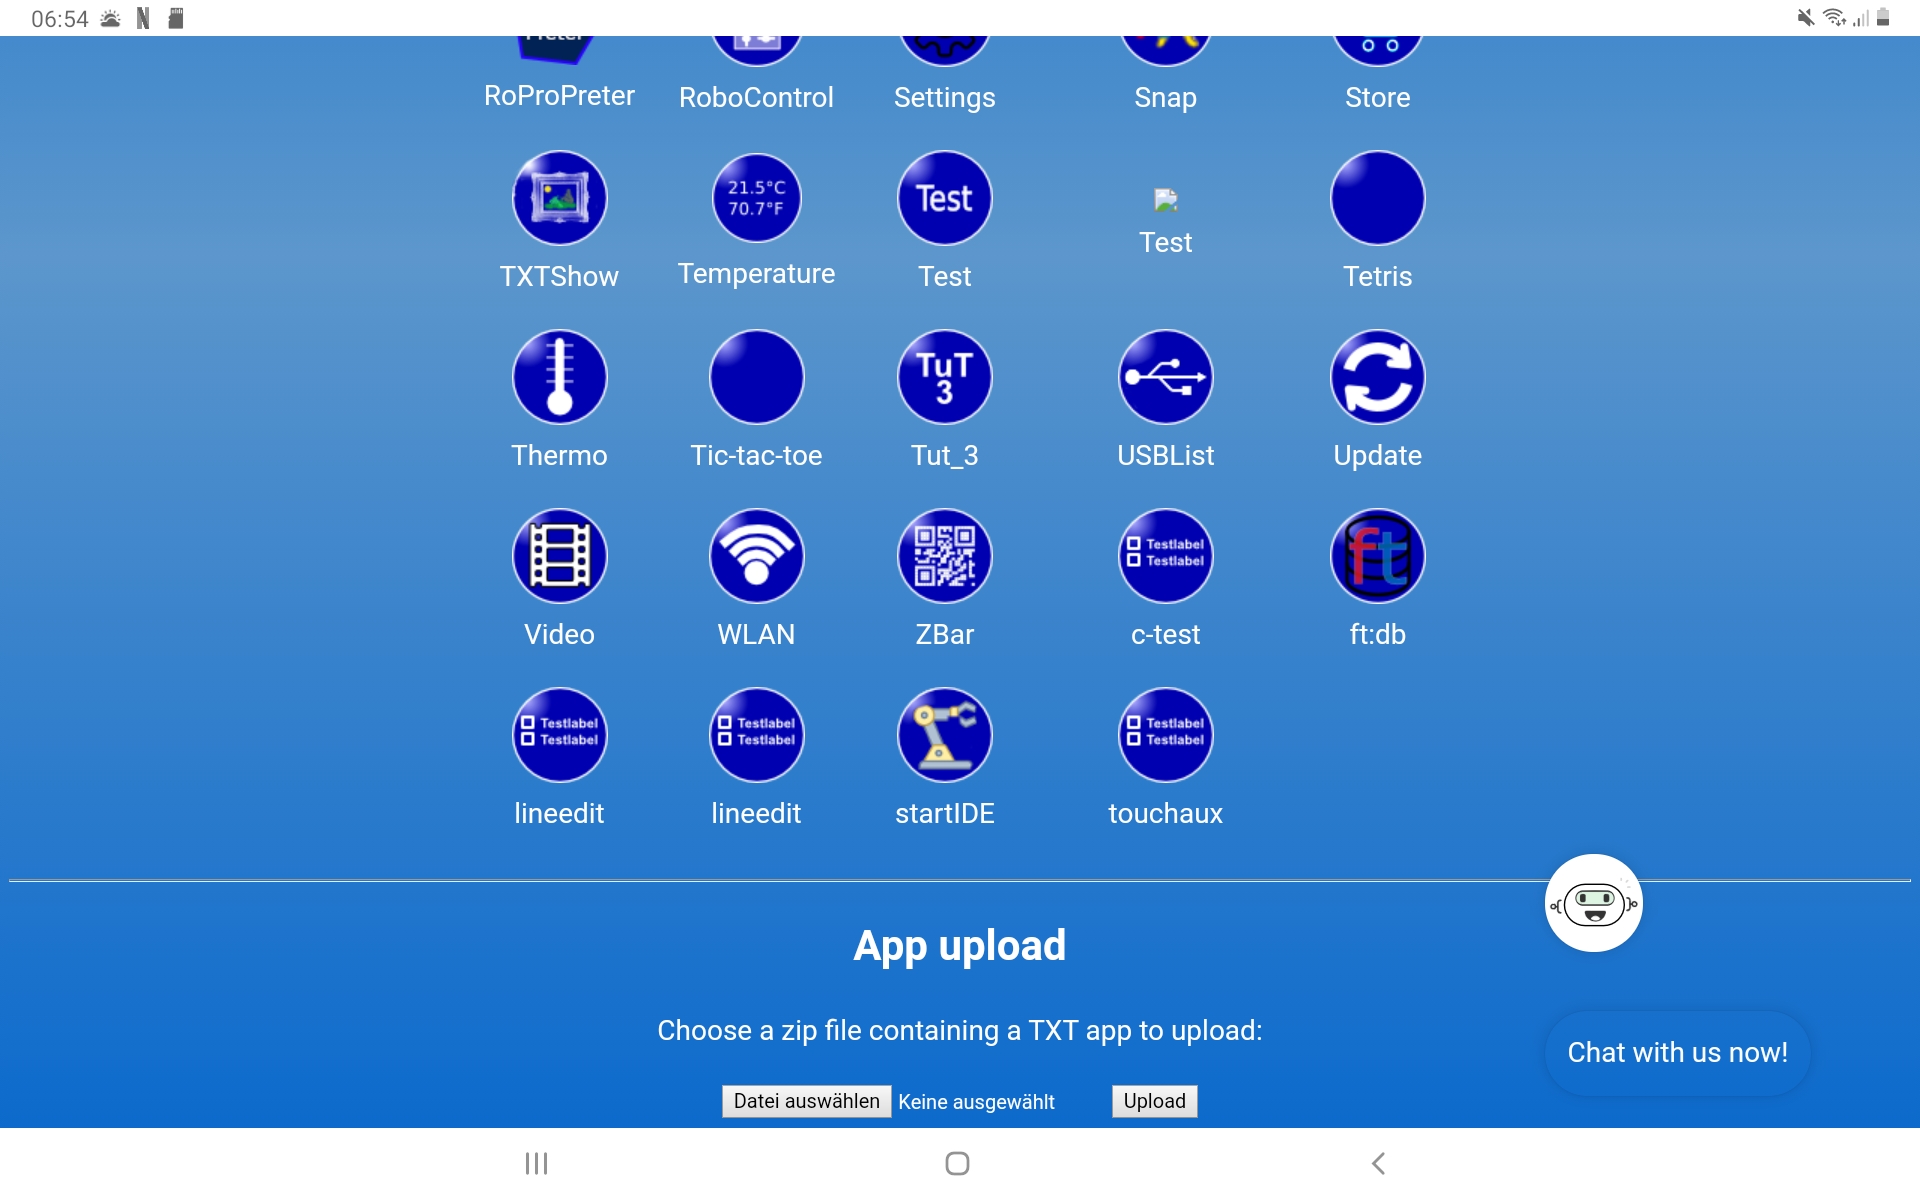 06:54
Preter
RoProPreter RoboControl Settings Snap Store
21.5°C
70.7°F
Test
TXTShow Temperature Test Test Tetris
TuT
3
Thermo Tic-tac-toe Tut_3 USBList Update
Testlabel
Testlabel
ft
Video WLAN ZBar c-test ft:db
Testlabel
Testlabel
Testlabel
Testlabel
Testlabel
Testlabel
lineedit lineedit startIDE touchaux
App upload
Choose a zip file containing a TXT app to upload:
Chat with us now!
Datei auswählen Keine ausgewählt Upload